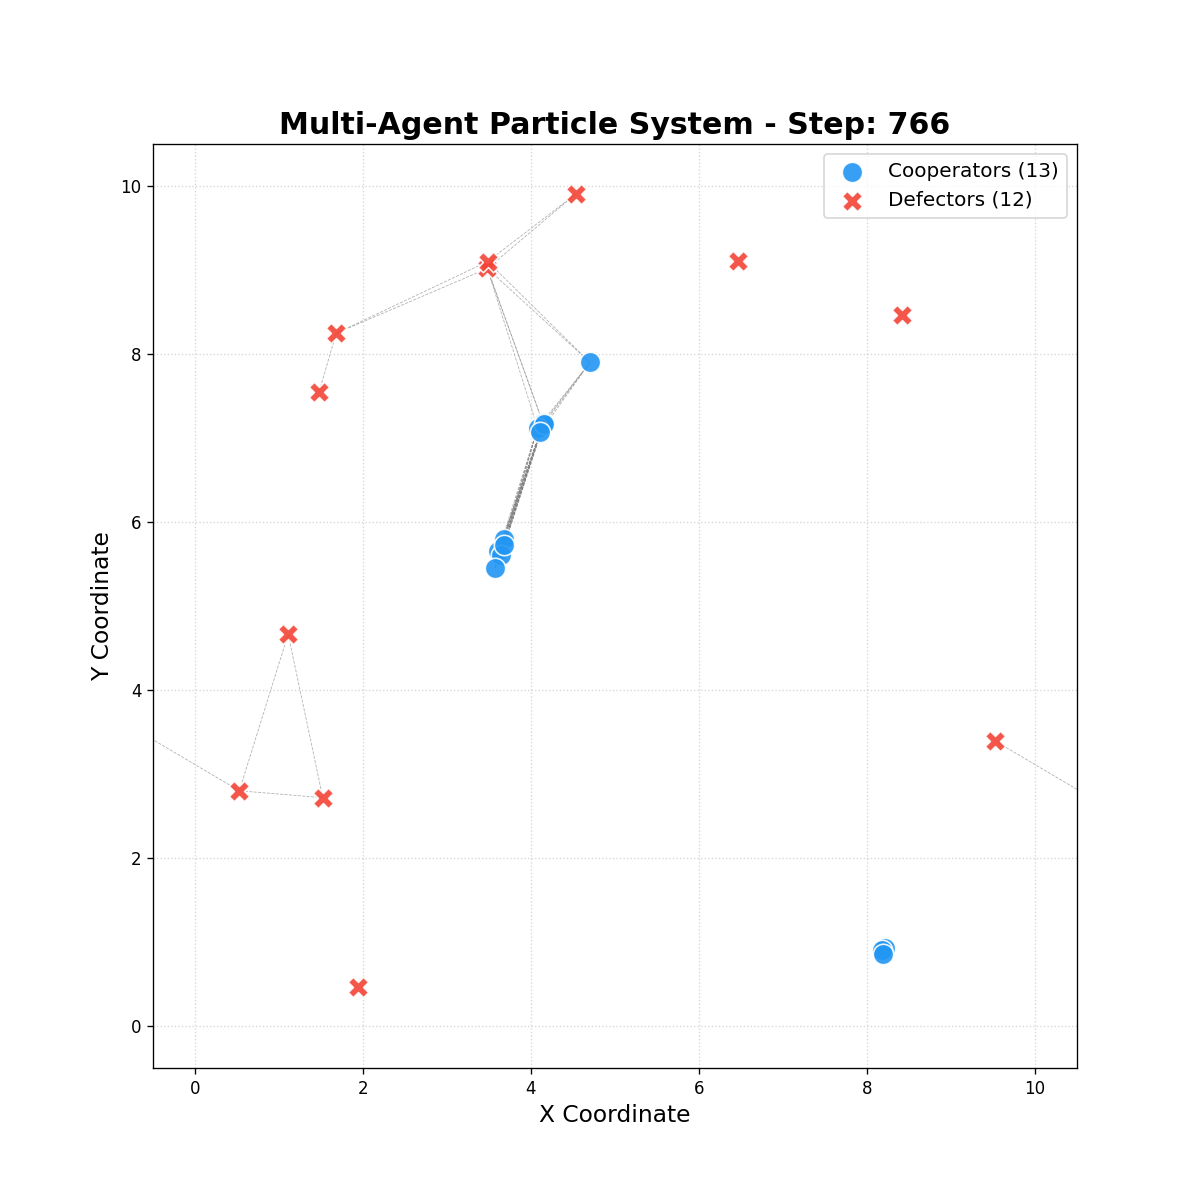 Multi-Agent Particle System - Step: 766
Cooperators (13)
Defectors (12)
10
8
6
4
2
0
Y Coordinate
0 2 4 6 8 10
X Coordinate